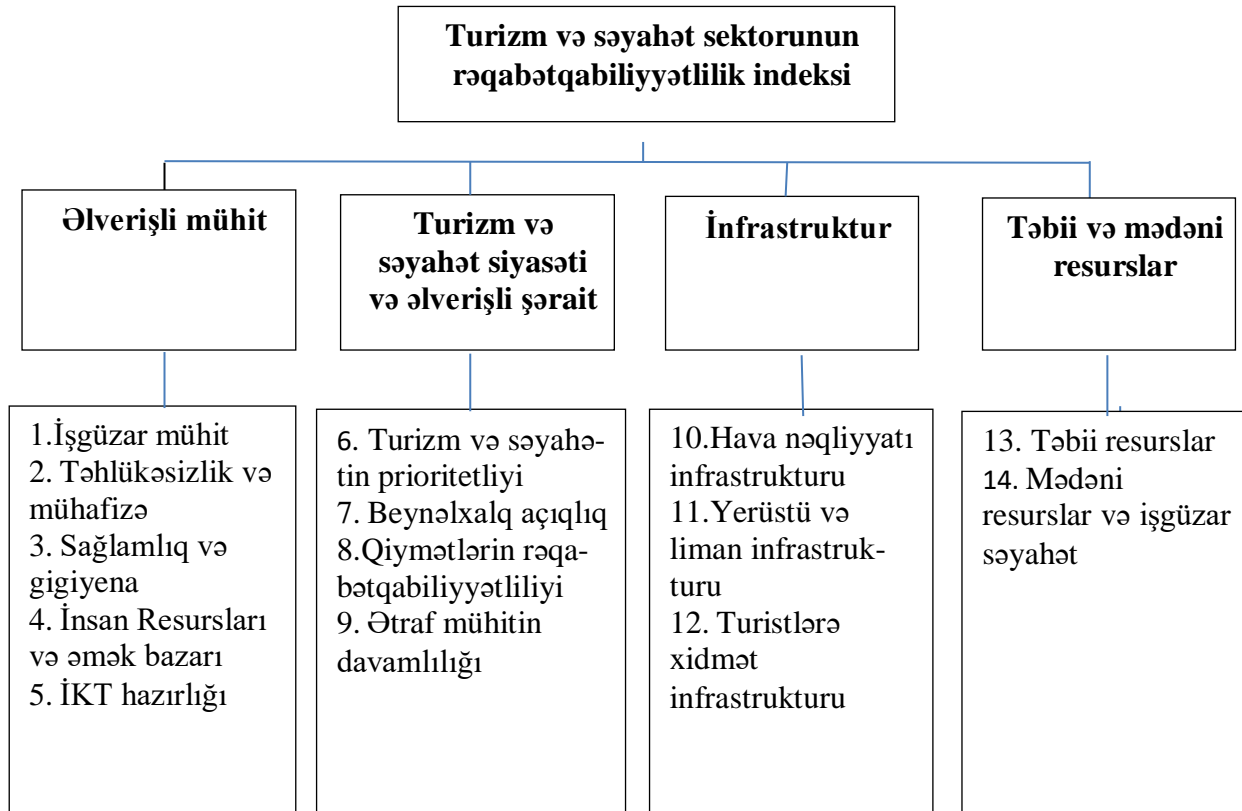 Turizm və səyahət sektorunun
rəqabətqabiliyyətlilik indeksi
Əlverişli mühit
Turizm və
səyahət siyasəti
və əlverişli şərait
İnfrastruktur
Təbii və mədəni
resurslar
1.İşgüzar mühit
2. Təhlükəsizlik və
mühafizə
3. Sağlamlıq və
gigiyena
4. İnsan Resursları
və əmək bazarı
5. İKT hazırlığı
6. Turizm və səyahə-
tin prioritetliyi
7. Beynəlxalq açıqlıq
8.Qiymətlərin rəqa-
bətqabiliyyətliliyi
9. Ətraf mühitin
davamlılığı
10.Hava nəqliyyatı
infrastrukturu
11.Yerüstü və
liman infrastruk-
turu
12. Turistlərə
xidmət
infrastrukturu
13. Təbii resurslar
14. Mədəni
resurslar və işgüzar
səyahət